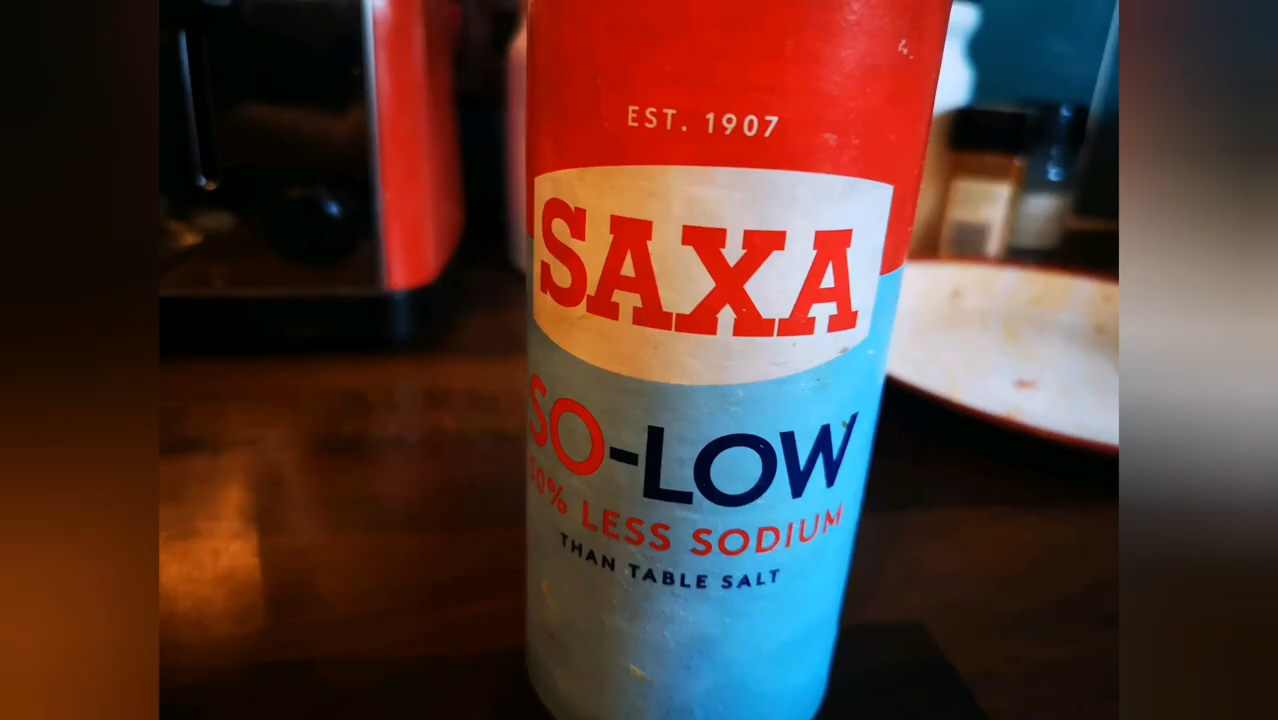 EST. 1907
SAXA
SO-LOW
% LESS SODIUM
THAN TABLE SALT